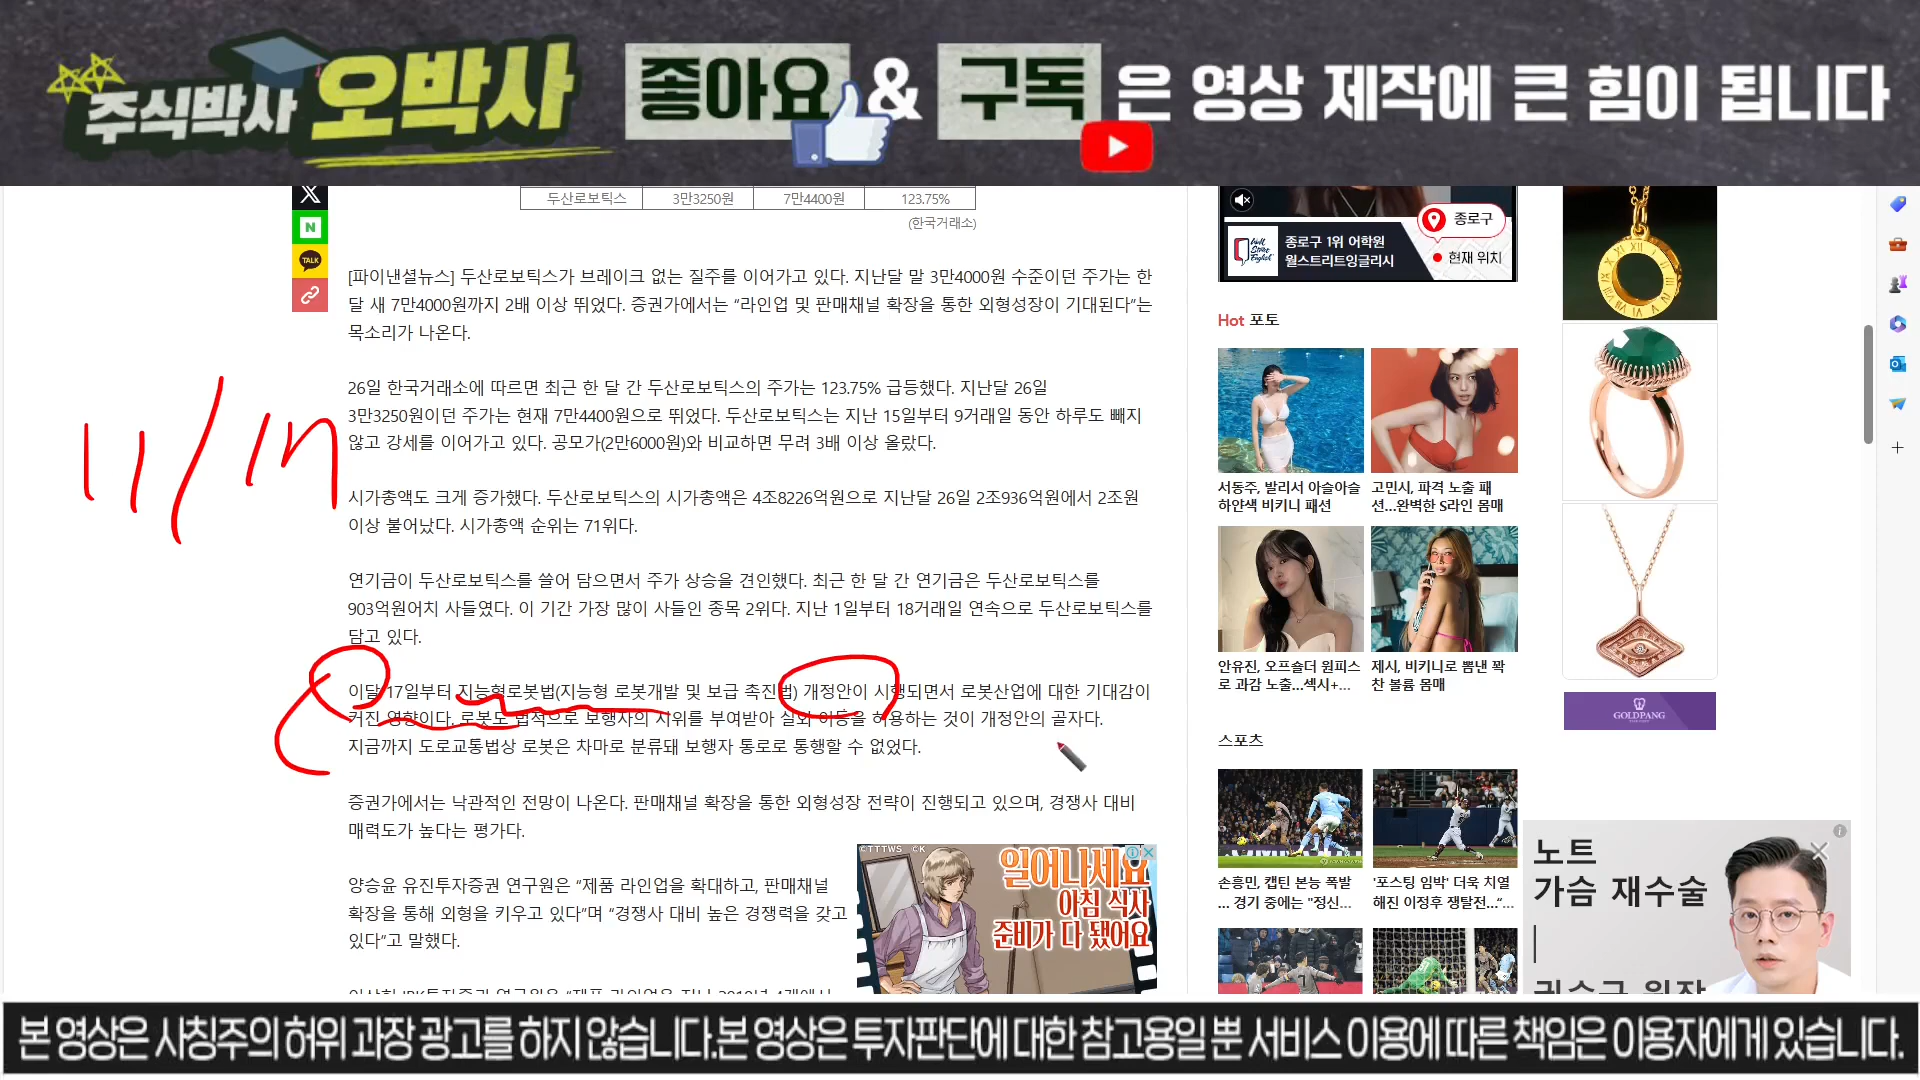 주식박사 오박사 좋아요 & 구독 은 영상 제작에 큰 힘이 됩니다
두산로보틱스 3만3250원 7만4400원 123.75%
(한국거래소)
N
TALK
[파이낸셜뉴스] 두산로보틱스가 브레이크 없는 질주를 이어가고 있다. 지난달 말 3만4000원 수준이던 주가는 한
달 새 7만4000원까지 2배 이상 뛰었다. 증권가에서는 “라인업 및 판매채널 확장을 통한 외형성장이 기대된다”는
목소리가 나온다.
26일 한국거래소에 따르면 최근 한 달 간 두산로보틱스의 주가는 123.75% 급등했다. 지난달 26일
3만3250원이던 주가는 현재 7만4400원으로 뛰었다. 두산로보틱스는 지난 15일부터 9거래일 동안 하루도 빼지
않고 강세를 이어가고 있다. 공모가(2만6000원)와 비교하면 무려 3배 이상 올랐다.
11/17
시가총액도 크게 증가했다. 두산로보틱스의 시가총액은 4조8226억원으로 지난달 26일 2조936억원에서 2조원
이상 불어났다. 시가총액 순위는 71위다.
연기금이 두산로보틱스를 쓸어 담으면서 주가 상승을 견인했다. 최근 한 달 간 연기금은 두산로보틱스를
903억원어치 사들였다. 이 기간 가장 많이 사들인 종목 2위다. 지난 1일부터 18거래일 연속으로 두산로보틱스를
담고 있다.
이달 17일부터 지능형로봇법(지능형 로봇개발 및 보급 촉진법) 개정안이 시행되면서 로봇산업에 대한 기대감이
커진 영향이다. 로봇도 법적으로 보행자의 지위를 부여받아 실외 이동을 허용하는 것이 개정안의 골자다.
지금까지 도로교통법상 로봇은 차마로 분류돼 보행자 통로로 통행할 수 없었다.
증권가에서는 낙관적인 전망이 나온다. 판매채널 확장을 통한 외형성장 전략이 진행되고 있으며, 경쟁사 대비
매력도가 높다는 평가다.
양승윤 유진투자증권 연구원은 “제품 라인업을 확대하고, 판매채널
확장을 통해 외형을 키우고 있다”며 “경쟁사 대비 높은 경쟁력을 갖고
있다”고 말했다.
©TTTWS ©K
일어나세요
아침 식사
준비가 다 됐어요
종로구
Wall Street English
종로구 1위 어학원
월스트리트잉글리시
현재 위치
Hot 포토
서동주, 발리서 아슬아슬
하얀색 비키니 패션
고민시, 파격 노출 패
션...완벽한 S라인 몸매
안유진, 오프숄더 원피스
로 과감 노출...섹시+...
제시, 비키니로 뽐낸 꽉
찬 볼륨 몸매
스포츠
손흥민, 캡틴 본능 폭발
... 경기 중에는 "정신...
'포스팅 임박' 더욱 치열
해진 이정후 쟁탈전...“...
GOLDPANG
노트
가슴 재수술
본 영상은 사칭주의 허위 과장 광고를 하지 않습니다.본 영상은 투자판단에 대한 참고용일 뿐 서비스 이용에 따른 책임은 이용자에게 있습니다.